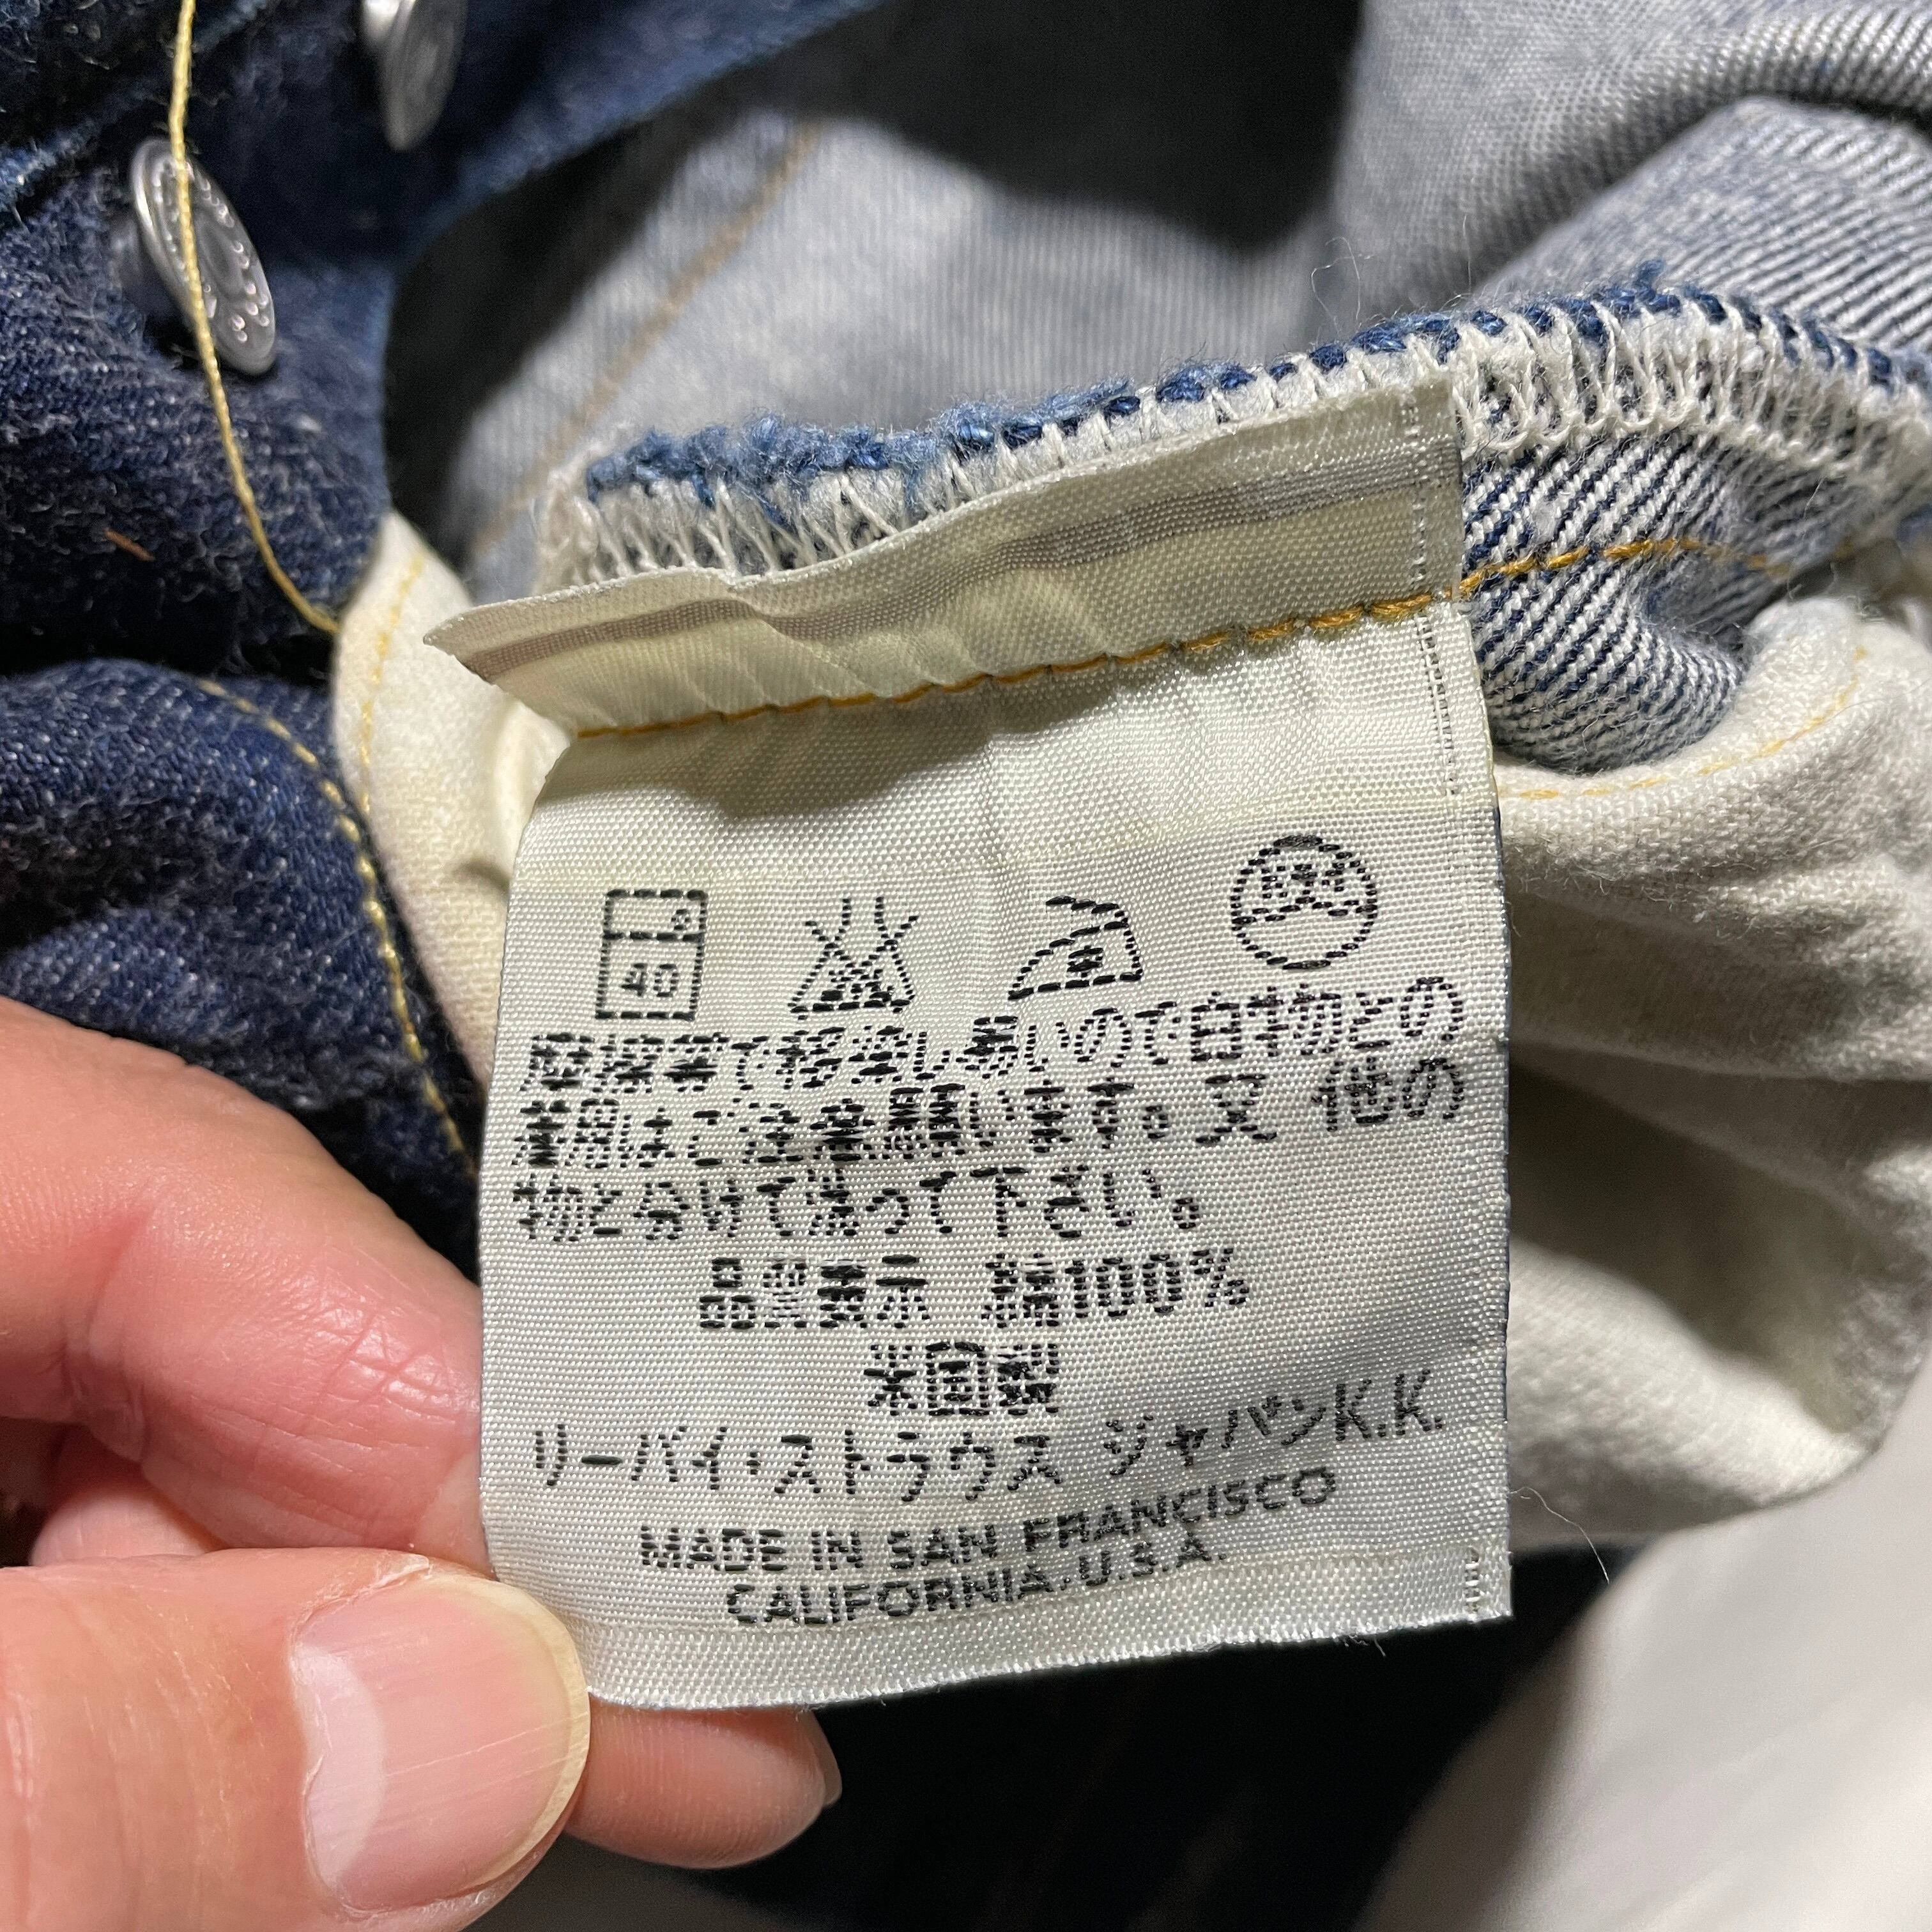 40
摩擦等で移染し易いので白物との
着用はご注意願います。又 他の
物と分けて洗って下さい。
品質表示 綿100%
米国製
リーバイ・ストラウス ジャパンK.K.
MADE IN SAN FRANCISCO
CALIFORNIA, U.S.A.